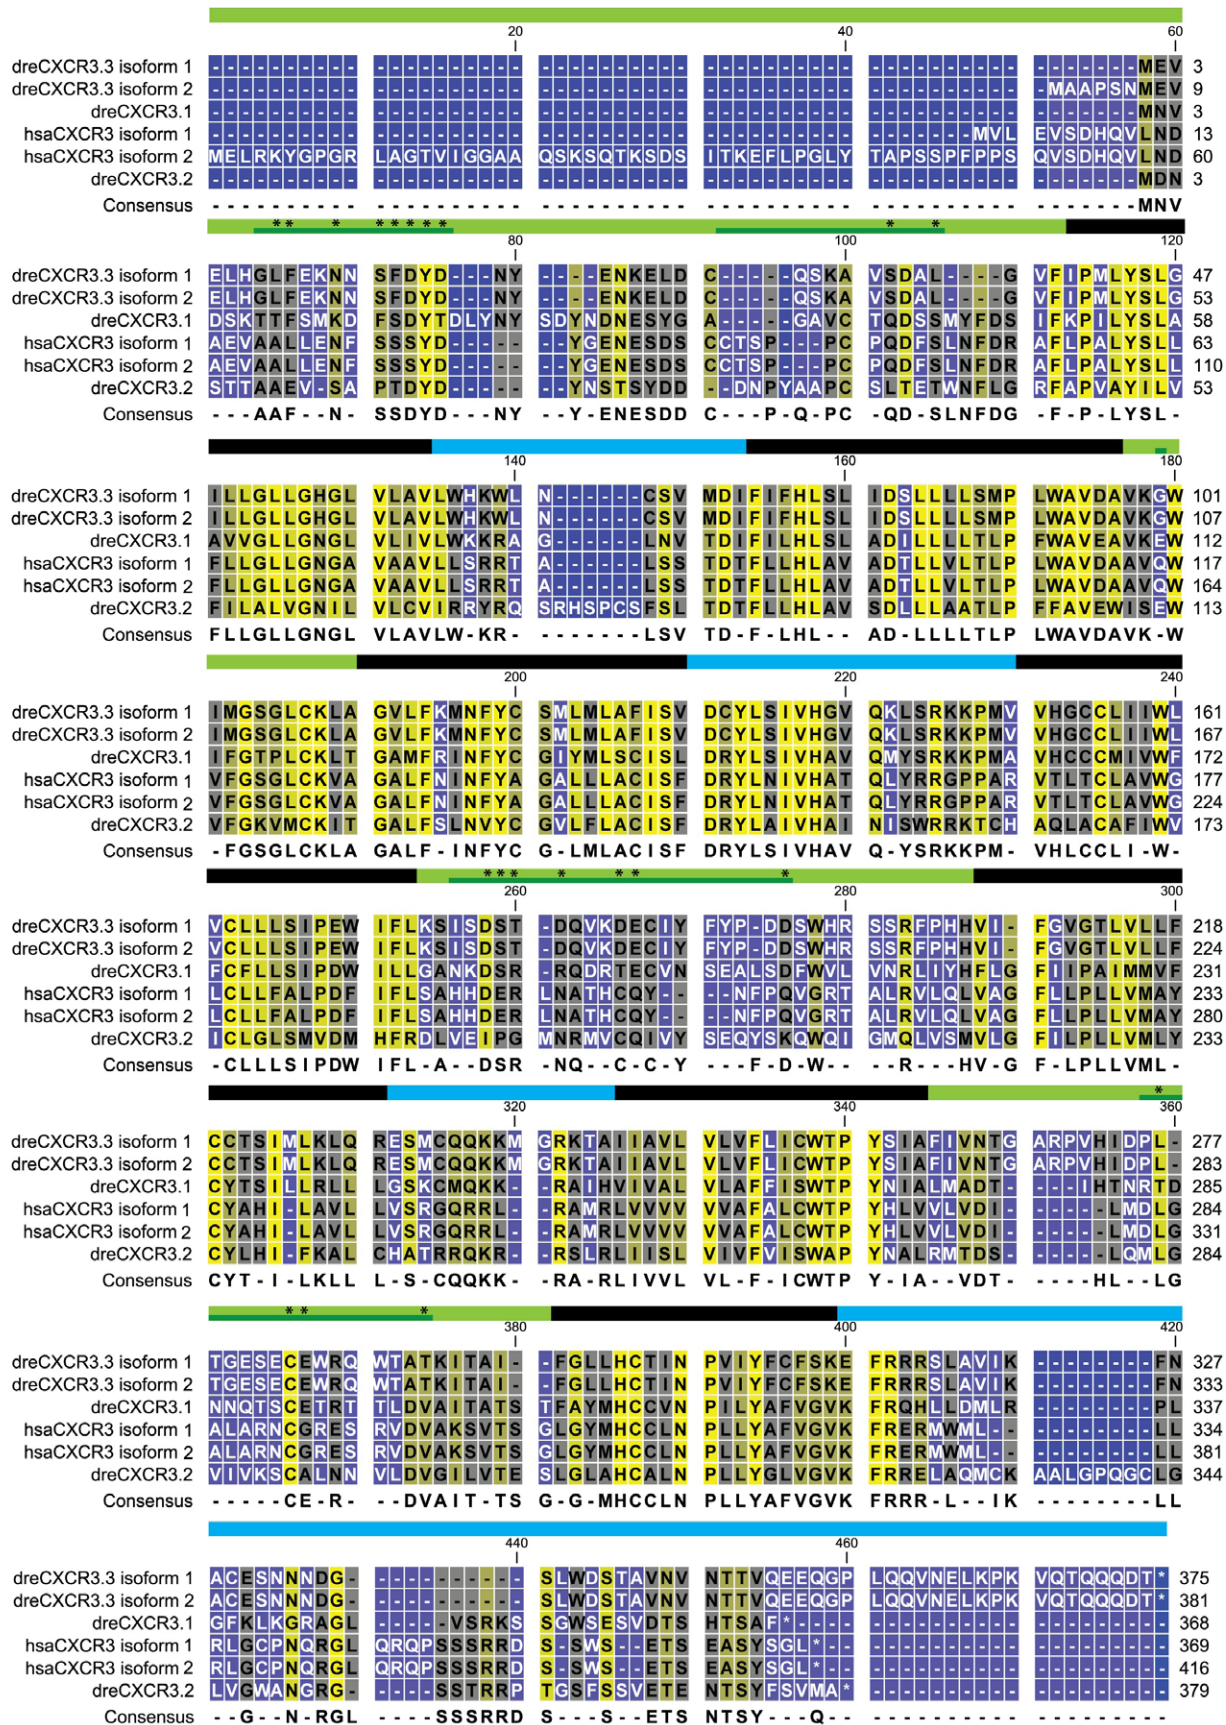 20 40 60
dreCXCR3.3 isoform 1 - - - - - - - - - - - - - - - - - - - - - - - - - - - - - - - - - - - - - - - - - - - - - - - - - - - - - - - - - MEV 3
dreCXCR3.3 isoform 2 - - - - - - - - - - - - - - - - - - - - - - - - - - - - - - - - - - - - - - - - - - - - - - - - - - - MAAPSNMEV 9
dreCXCR3.1 - - - - - - - - - - - - - - - - - - - - - - - - - - - - - - - - - - - - - - - - - - - - - - - - - - - - - - - - - MNV 3
hsaCXCR3 isoform 1 - - - - - - - - - - - - - - - - - - - - - - - - - - - - - - - - - - - - - - - - - - - - - - - MVL EVSDHQVLND 13
hsaCXCR3 isoform 2 MELRKYGPGR LAGTVIGGAA QSKSQTKSDS ITKEFLPGLY TAPSSPFPPS QVSDHQVLND 60
dreCXCR3.2 - - - - - - - - - - - - - - - - - - - - - - - - - - - - - - - - - - - - - - - - - - - - - - - - - - - - - - - - - MDN 3
Consensus - - - - - - - - - - - - - - - - - - - - - - - - - - - - - - - - - - - - - - - - - - - - - - - - - - - - - - - - - MNV
* * * * * * * * * *
80 100 120
dreCXCR3.3 isoform 1 ELHGLFEKNN SFDYD---NY ---ENKELD C----QSKA VSDAL---G VFIPMLYSLG 47
dreCXCR3.3 isoform 2 ELHGLFEKNN SFDYD---NY ---ENKELD C----QSKA VSDAL---G VFIPMLYSLG 53
dreCXCR3.1 DSKTTFSMKD FSDYTDLYNY SDYNDNESYG A----GAVC TQDSSMYFDS IFKPILYSLA 58
hsaCXCR3 isoform 1 AEVAALLENF SSSYD----- --YGENESDS CCTSP---PC PQDFSLNFDR AFLPALYSLL 63
hsaCXCR3 isoform 2 AEVAALLENF SSSYD----- --YGENESDS CCTSP---PC PQDFSLNFDR AFLPALYSLL 110
dreCXCR3.2 STTAAEV-SA PTDYD----- --YNSTSYDD --DNPYAAPC SLTETWNFLG RFAPVAYILV 53
Consensus ---AAF--N- SSDYD---NY --Y-ENESDD C---P-Q-PC -QD-SLNFDG -F-P-LYSL-
140 160 180
dreCXCR3.3 isoform 1 ILLGLLGHGL VLAVLWHKWL N------CSV MDIFIFHLSL IDSLLLLSMP LWAVDAVKGW 101
dreCXCR3.3 isoform 2 ILLGLLGHGL VLAVLWHKWL N------CSV MDIFIFHLSL IDSLLLLSMP LWAVDAVKGW 107
dreCXCR3.1 AVVGLLGNGL VLIVLWKKRA G------LNV TDIFILHLSL ADILLLLTLP FWAVEAVKEW 112
hsaCXCR3 isoform 1 FLLGLLGNGA VAAVLLSRRT A------LSS TDTFLLHLAV ADTLLVLTLP LWAVDAAVQW 117
hsaCXCR3 isoform 2 FLLGLLGNGA VAAVLLSRRT A------LSS TDTFLLHLAV ADTLLVLTLP LWAVDAAVQW 164
dreCXCR3.2 FILALVGNIL VLCVIRRYRQ SRHSPCSFSL TDTFLLHLAV SDLLLAATLP FFAVEWISEW 113
Consensus FLLGLLGNGL VLAVLW-KR- -------LSV TD-F-LHL-- AD-LLLLTLP LWAVDAVK-W
200 220 240
dreCXCR3.3 isoform 1 IMGSGLCKLA GVLFKMNFYC SMLMLAFISV DCYLSIVHGV QKLSRKKPMV VHGCCLIIWL 161
dreCXCR3.3 isoform 2 IMGSGLCKLA GVLFKMNFYC SMLMLAFISV DCYLSIVHGV QKLSRKKPMV VHGCCLIIWL 167
dreCXCR3.1 IFGTPLCKLT GAMFRINFYC GIYMLSCISL DRYLSIVHAV QMYSRKKPMA VHCCCMIVWF 172
hsaCXCR3 isoform 1 VFGSGLCKVA GALFNINFYA GALLLACISF DRYLNIVHAT QLYRRGPPAR VTLTCLAVWG 177
hsaCXCR3 isoform 2 VFGSGLCKVA GALFNINFYA GALLLACISF DRYLNIVHAT QLYRRGPPAR VTLTCLAVWG 224
dreCXCR3.2 VFGKVMCKIT GALFSLNVYC GVLFLACISF DRYLAIVHAI NISWRRKTCH AQLACAFIWV 173
Consensus -FGSGLCKLA GALF-INFYC G-LMLACISF DRYLSIVHAV Q-YSRKKPM- VHLCCLI-W-
* * * * * * *
260 280 300
dreCXCR3.3 isoform 1 VCLLLSIPEW IFLKSISDST -DQVKDECIY FYP-DDSWHR SSRFPHHVI- FGVGTLVLLF 218
dreCXCR3.3 isoform 2 VCLLLSIPEW IFLKSISDST -DQVKDECIY FYP-DDSWHR SSRFPHHVI- FGVGTLVLLF 224
dreCXCR3.1 FCFLLSIPDW ILLGANKDSR -RQDRTECVN SEALSDFWVL VNRLIYHFLG FIIPAIMMVF 231
hsaCXCR3 isoform 1 LCLLFALPDF IFLSAHHDER LNATHCQY-- --NFPQVGRT ALRVLQLVAG FLLPLLVMAY 233
hsaCXCR3 isoform 2 LCLLFALPDF IFLSAHHDER LNATHCQY-- --NFPQVGRT ALRVLQLVAG FLLPLLVMAY 280
dreCXCR3.2 ICLGLSMVDM HFRDLVEIPG MNRMVCQIVY SEQYSKQWQI GMQLVSMVLG FILPLLVMLY 233
Consensus -CLLLSIPDW IFL-A--DSR -NQ--C-C-Y ---F-D-W-- --R---HV-G F-LPLLVML-
*
320 340 360
dreCXCR3.3 isoform 1 CCTSIMLKLQ RESMCQQKKM GRKTAIIAVL VLVFLICWTP YSIAFIVNTG ARPVHIDPL- 277
dreCXCR3.3 isoform 2 CCTSIMLKLQ RESMCQQKKM GRKTAIIAVL VLVFLICWTP YSIAFIVNTG ARPVHIDPL- 283
dreCXCR3.1 CYTSILLRLL LGSKCMQKK- -RAIHVIVAL VLAFFISWTP YNIALMADT- ---IHTNRTD 285
hsaCXCR3 isoform 1 CYAHI-LAVL LVSRGQRRL- -RAMRLVVVV VVAFALCWTP YHLVVLVDI- -----LMDLG 284
hsaCXCR3 isoform 2 CYAHI-LAVL LVSRGQRRL- -RAMRLVVVV VVAFALCWTP YHLVVLVDI- -----LMDLG 331
dreCXCR3.2 CYLHI-FKAL CHATRRQKR- -RSLRLIISL VIVFVISWAP YNALRMTDS- -----LQMLG 284
Consensus CYT-I-LKLL L-S-CQQKK- -RA-RLIVVL VL-F-ICWTP Y-IA--VDT- ----HL--LG
* * *
380 400 420
dreCXCR3.3 isoform 1 TGESECEWRQ WTATKITAI- -FGLLHCTIN PVIYFCFSKE FRRRSLAVIK --------FN 327
dreCXCR3.3 isoform 2 TGESECEWRQ WTATKITAI- -FGLLHCTIN PVIYFCFSKE FRRRSLAVIK --------FN 333
dreCXCR3.1 NNQTSCETRT TLDVAITATS TFAYMHCCVN PILYAFVGVK FRQHLLDMLR --------PL 337
hsaCXCR3 isoform 1 ALARNCGRES RVDVAKSVTS GLGYMHCCLN PLLYAFVGVK FRERMWML-- --------LL 334
hsaCXCR3 isoform 2 ALARNCGRES RVDVAKSVTS GLGYMHCCLN PLLYAFVGVK FRERMWML-- --------LL 381
dreCXCR3.2 VIVKSCALNN VLDVGILVTE SLGLAHCALN PLLYGLVGVK FRRELAQMCK AALGPQGCLG 344
Consensus -----CE-R- --DVAIT-TS G-G-MHCCLN PLLYAFVGVK FRRR-L--IK --------LL
440 460
dreCXCR3.3 isoform 1 ACESNNNDG- ---------- SLWDSTAVNV NTTVQEEQGP LQQVNELKPK VQTQQQDT* 375
dreCXCR3.3 isoform 2 ACESNNNDG- ---------- SLWDSTAVNV NTTVQEEQGP LQQVNELKPK VQTQQQDT* 381
dreCXCR3.1 GFKLKGRAGL -----VSRKS SGWSESVDTS HTSAF*---- ---------- --------- 368
hsaCXCR3 isoform 1 RLGCPNQRGL QRQPSSSRRD S-SWS--ETS EASYSGL*-- ---------- --------- 369
hsaCXCR3 isoform 2 RLGCPNQRGL QRQPSSSRRD S-SWS--ETS EASYSGL*-- ---------- --------- 416
dreCXCR3.2 LVGWANGRG- ----SSTRRP TGSFSSVETE NTSYFSVMA* ---------- --------- 379
Consensus --G--N-RGL ----SSSRRD S---S--ETS NTSY---Q-- ---------- ---------